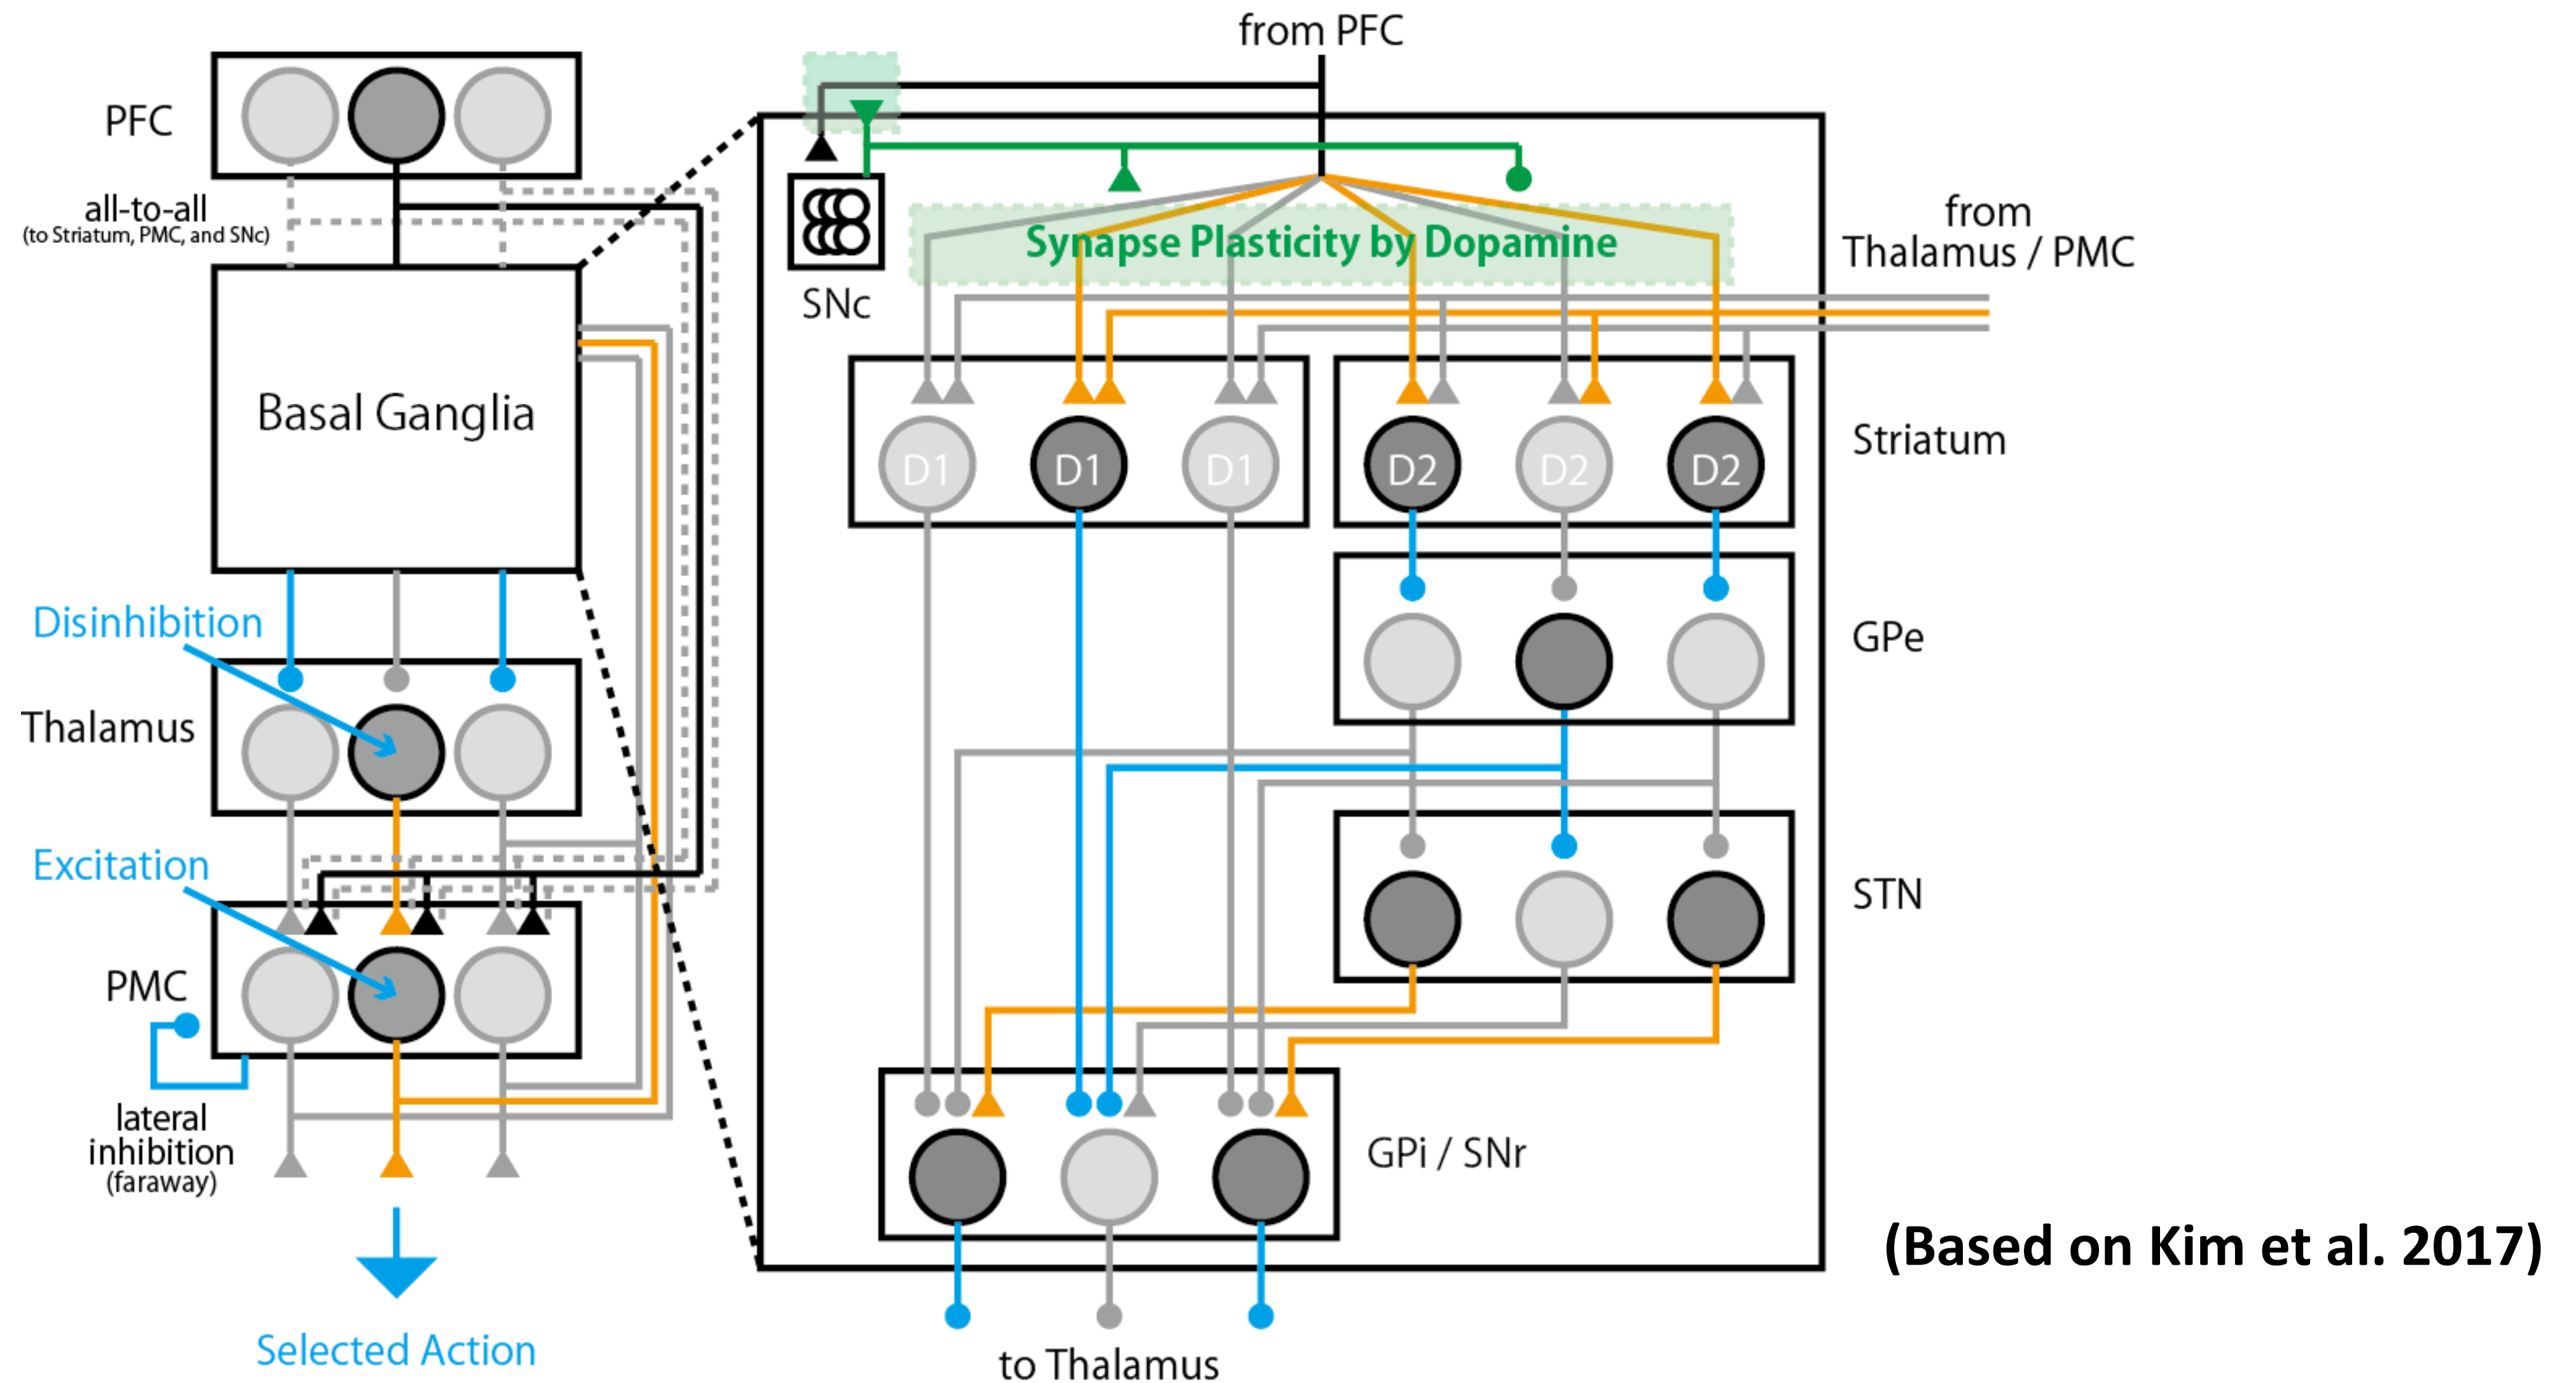 from PFC
PFC
all-to-all
(to Striatum, PMC, and SNc)
Basal Ganglia
Disinhibition
Thalamus
Excitation
PMC
lateral
inhibition
(faraway)
Selected Action
SNc
Synapse Plasticity by Dopamine
from
Thalamus / PMC
D1
D1
D1
D2
D2
D2
Striatum
GPe
STN
GPi / SNr
to Thalamus
(Based on Kim et al. 2017)